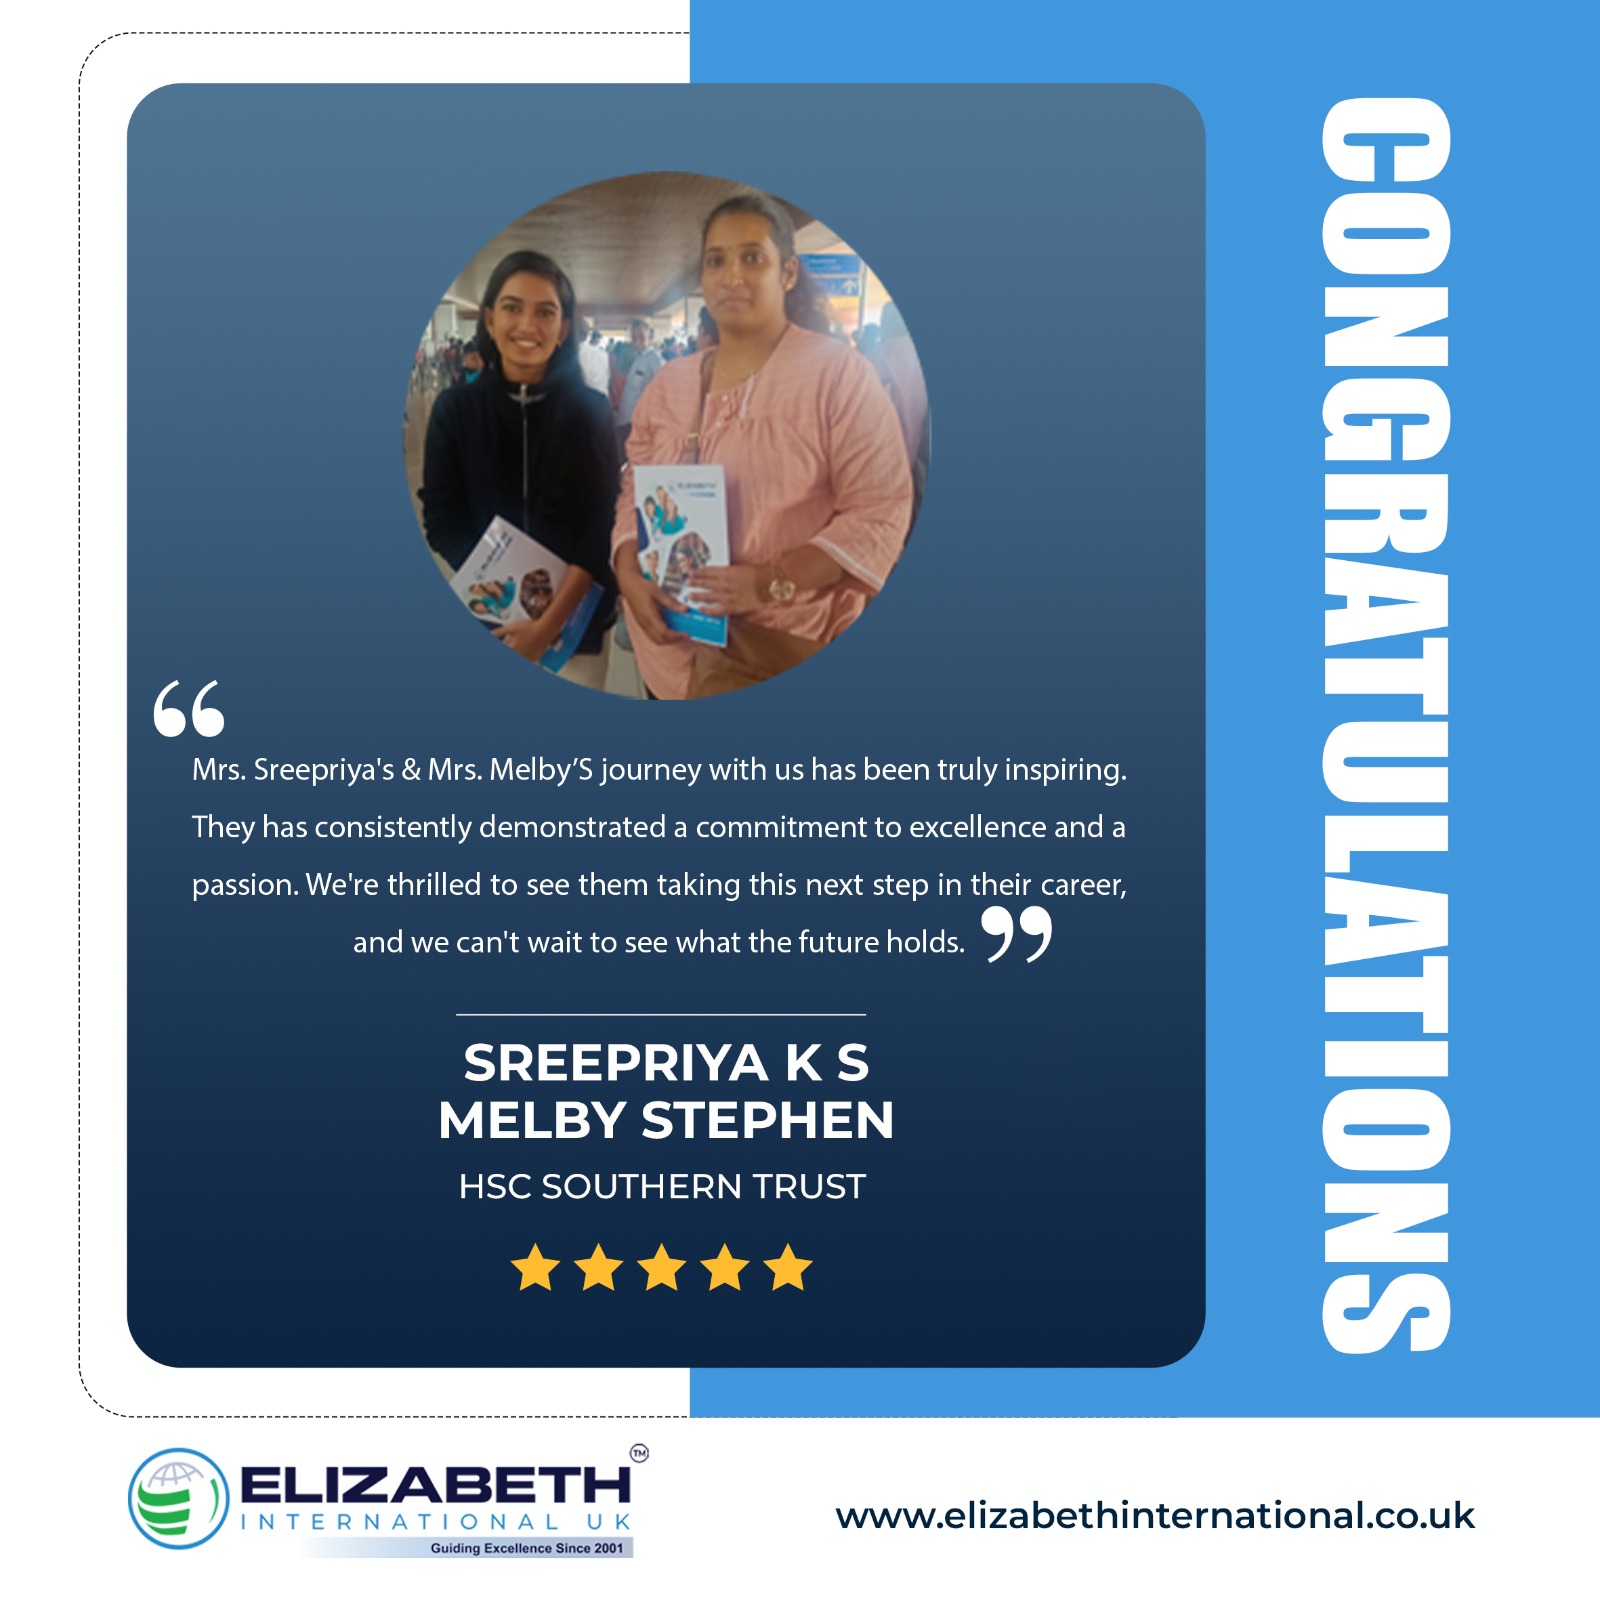 CONGRATULATIONS
“
Mrs. Sreepriya's & Mrs. Melby’S journey with us has been truly inspiring.
They has consistently demonstrated a commitment to excellence and a
passion. We're thrilled to see them taking this next step in their career,
and we can't wait to see what the future holds. ”
SREEPRIYA K S
MELBY STEPHEN
HSC SOUTHERN TRUST
ELIZABETH TM
INTERNATIONAL UK
Guiding Excellence Since 2001
www.elizabethinternational.co.uk